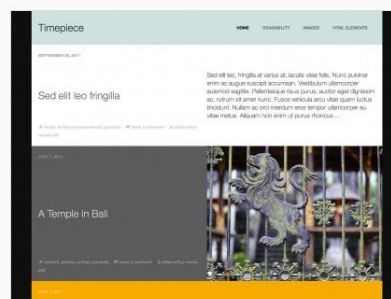 Timepiece
HOME READABILITY IMAGES HTML ELEMENTS
Sed elit leo fringilla
Sed elit leo, fringilla at varius at, iaculis vitae felis. Nunc pulvinar
enim ac augue suscipit accumsan. Vestibulum ullamcorper
euismod sagittis. Pellentesque risus purus, auctor eget dignissim
ac, rutrum sit amet nunc. Fusce vehicula arcu vitae quam luctus
tincidunt. Nullam ac orci interdum eros tempor ullamcorper eu
vitae metus. Aliquam non enim ut purus rhoncus…
JULY 7, 2011
A Temple in Bali